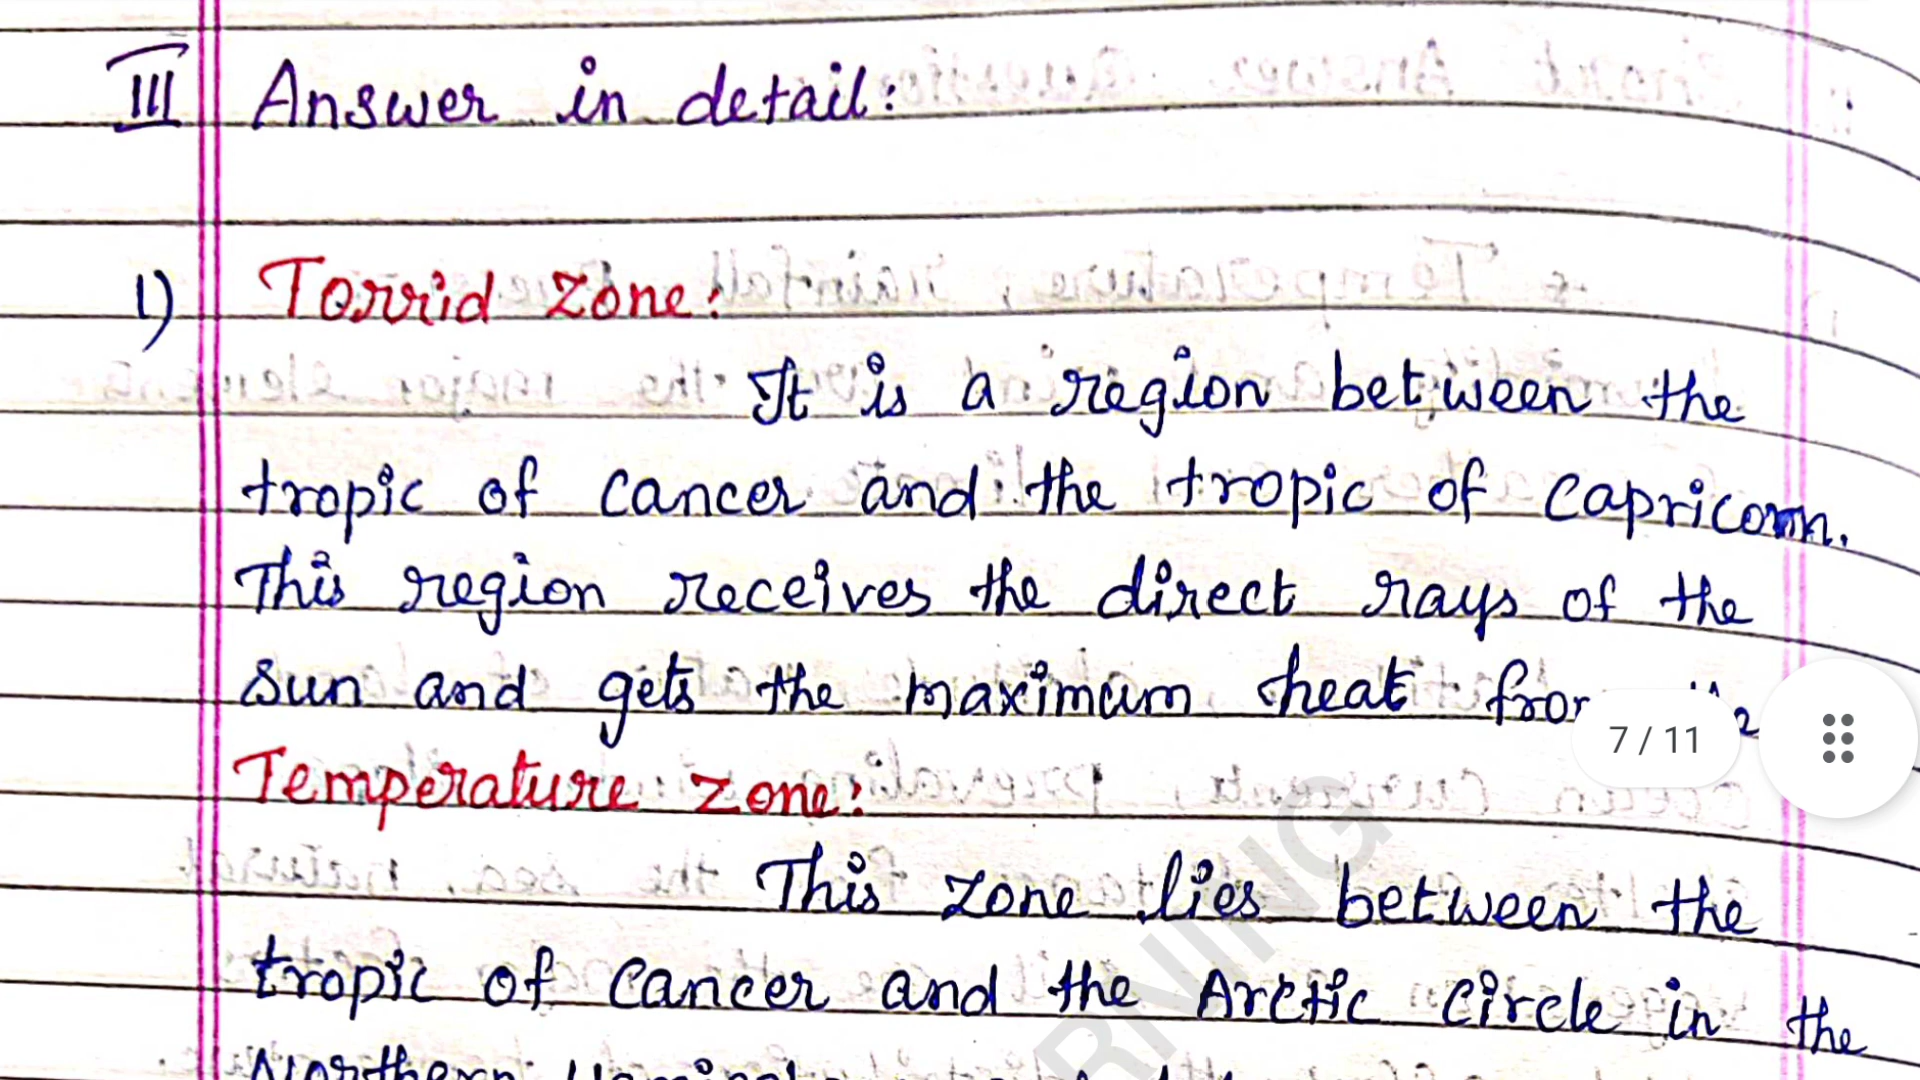 III Answer in detail:
1) Torrid Zone:
It is a region between the
tropic of cancer and the tropic of Capricorn.
This region receives the direct rays of the
Sun and gets the maximum heat
7 / 11
Temperature Zone:
This zone lies between the
tropic of Cancer and the Arctic circle in the
Northern
RNING